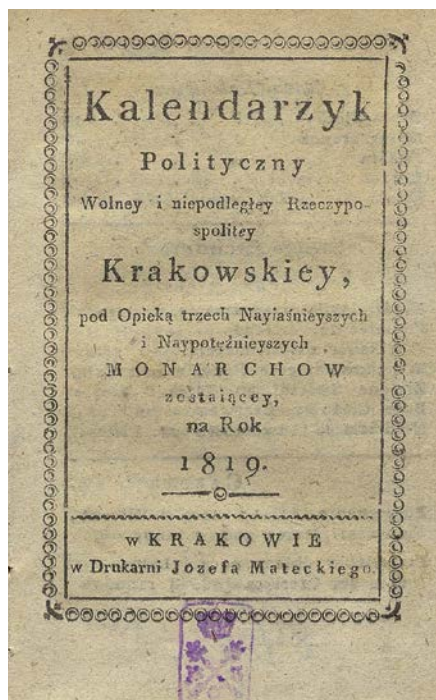 Kalendarzyk
Polityczny
Wolney i niepodległey Rzeczypo-
spolitey
Krakowskiey,
pod Opieką trzech Nayiaśnieyszych
i Naypotężnieyszych
MONARCHOW
zostaiącey,
na Rok
1819.
w KRAKOWIE
w Drukarni Jozefa Mateckiego.